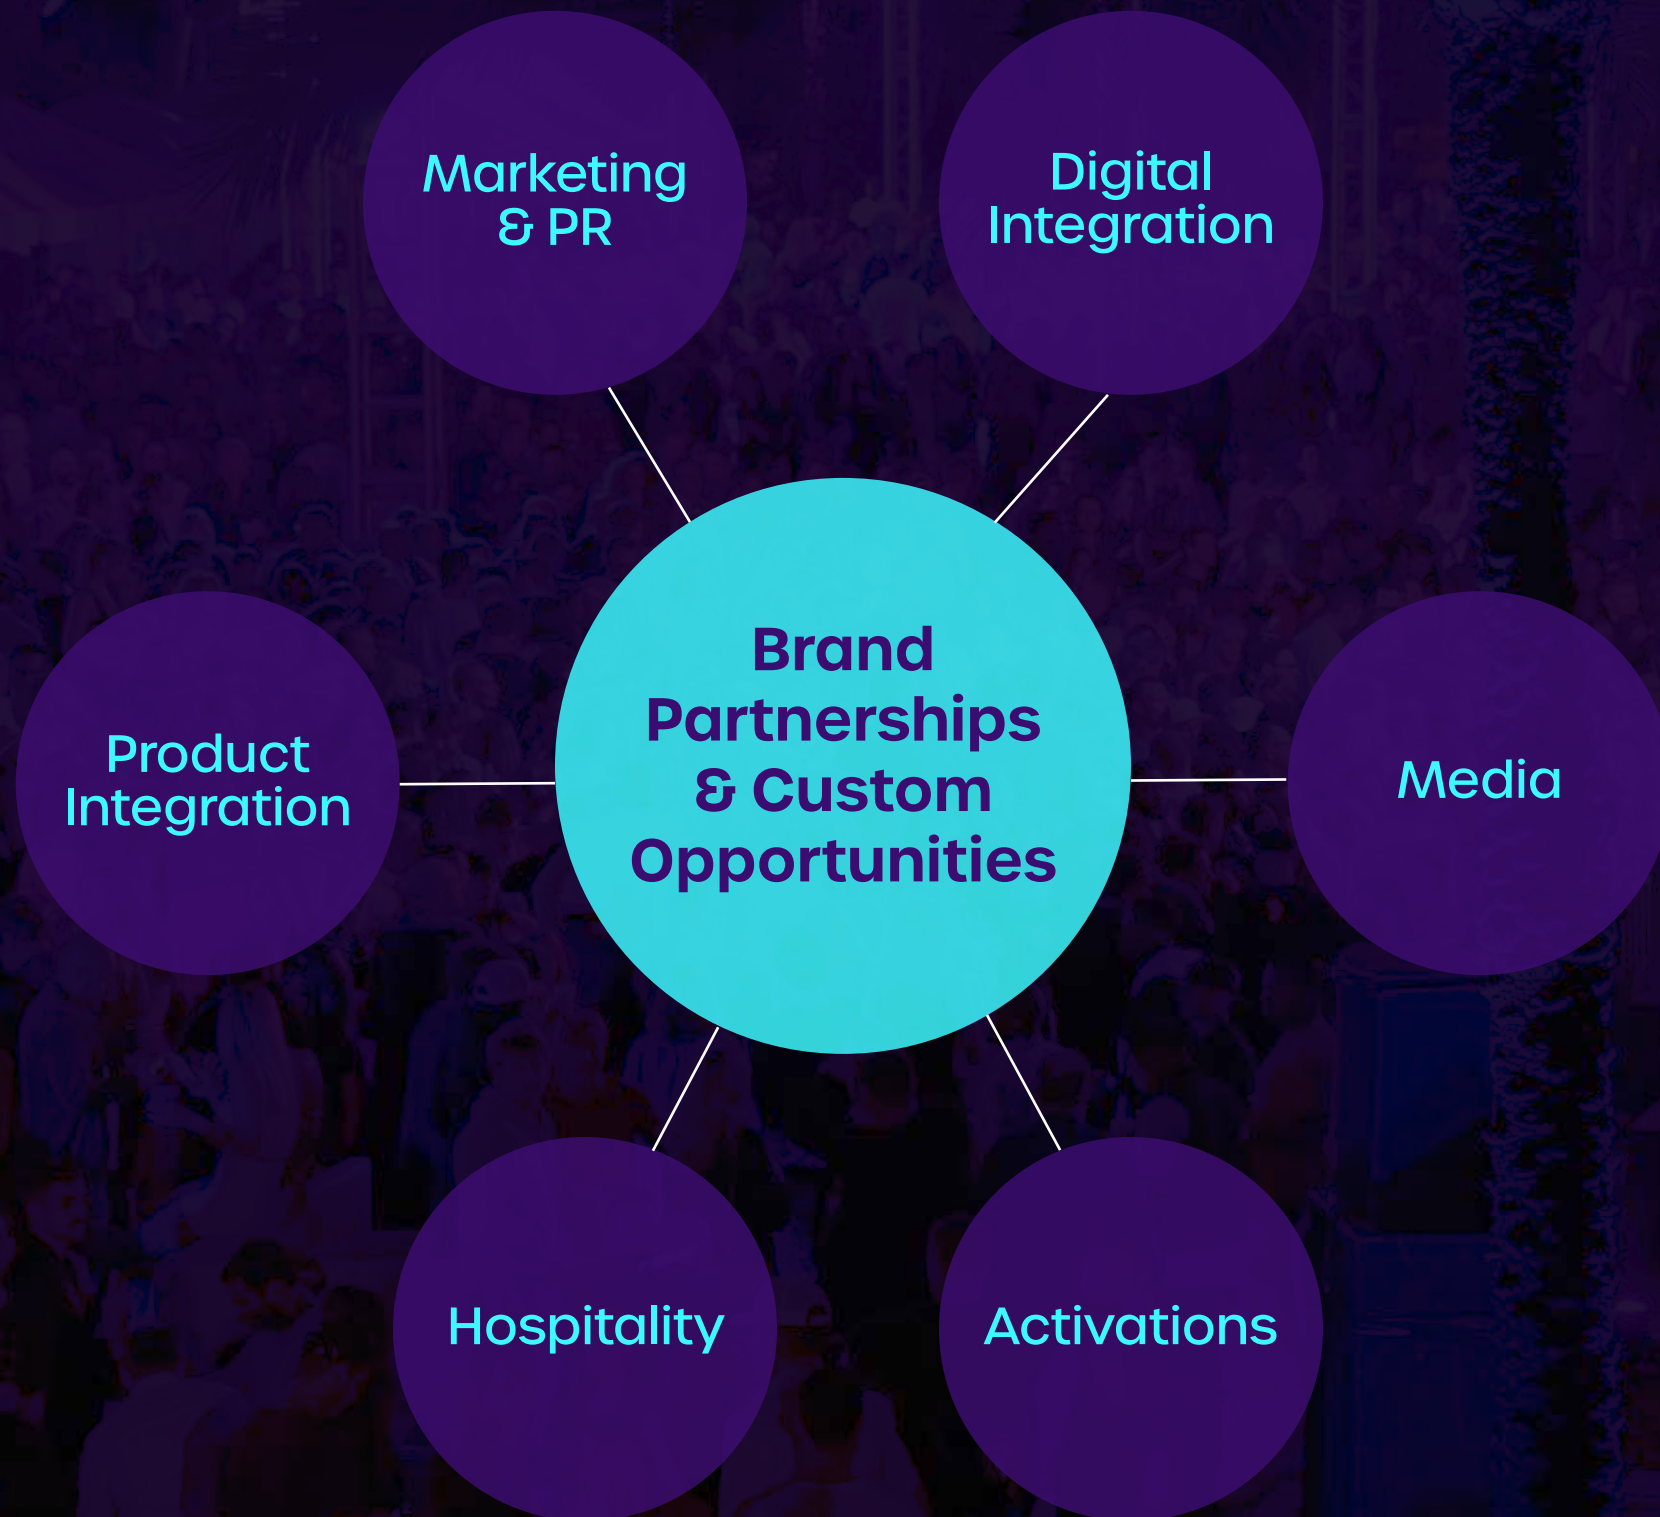 Marketing
& PR
Digital
Integration
Brand
Partnerships
& Custom
Opportunities
Product
Integration
Media
Hospitality
Activations